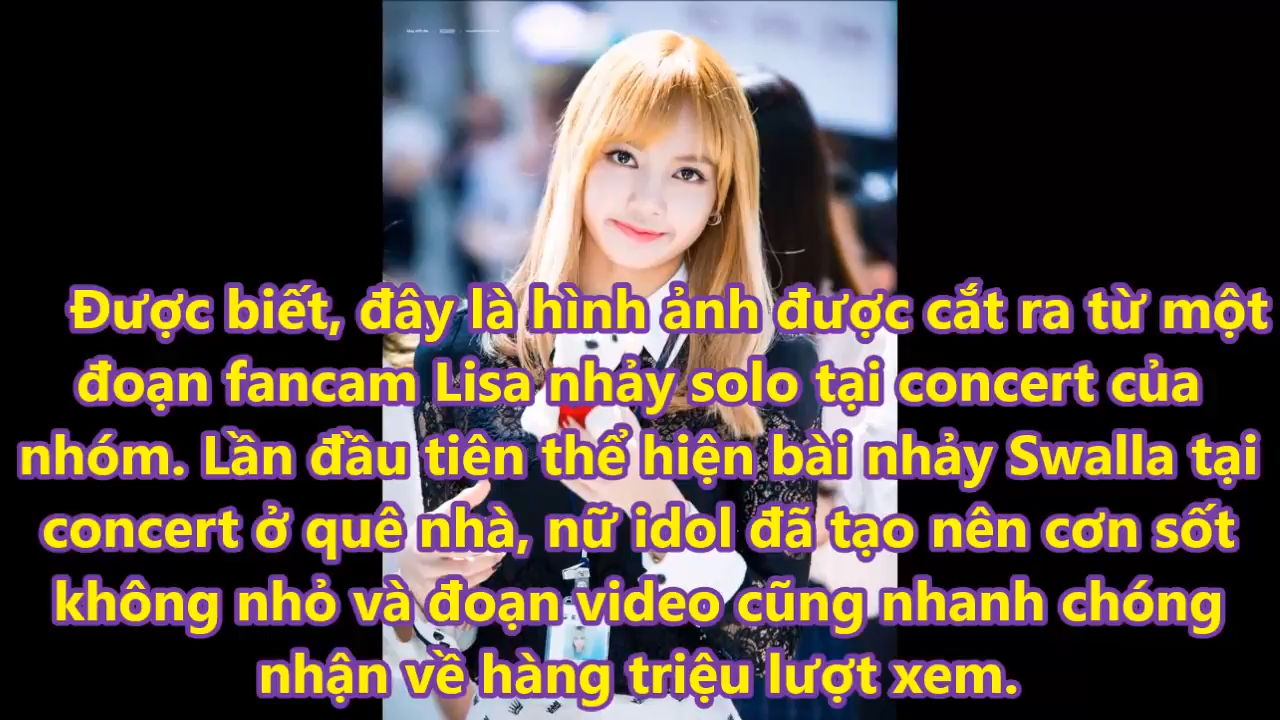 Được biết, đây là hình ảnh được cắt ra từ một
đoạn fancam Lisa nhảy solo tại concert của
nhóm. Lần đầu tiên thể hiện bài nhảy Swalla tại
concert ở quê nhà, nữ idol đã tạo nên cơn sốt
không nhỏ và đoạn video cũng nhanh chóng
nhận về hàng triệu lượt xem.